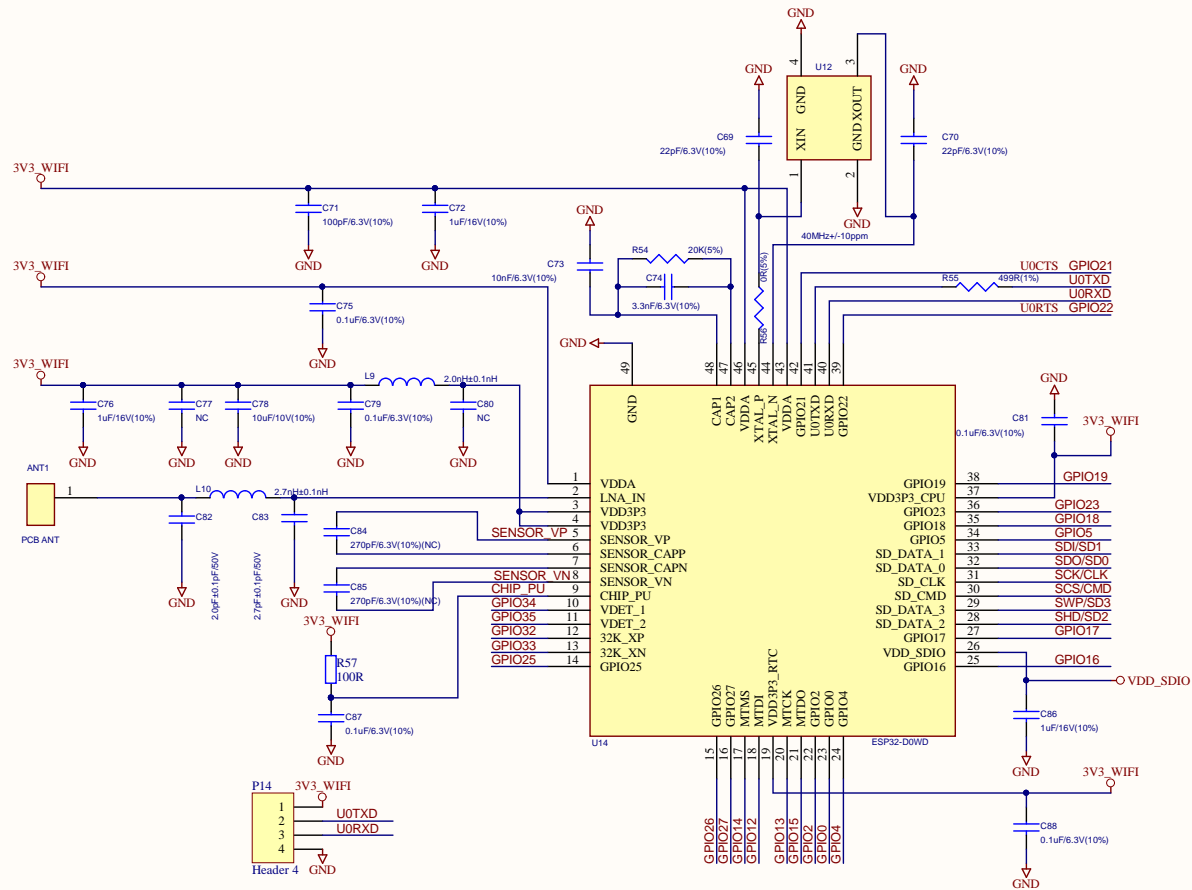 GND
4
3
U12
GND
GND
GND
XOUT
XIN
GND
C69
22pF/6.3V(10%)
C70
22pF/6.3V(10%)
1
2
GND
40MHz+/-10ppm
3V3_WIFI
C71
100pF/6.3V(10%)
C72
1uF/16V(10%)
GND
GND
GND
C73
10nF/6.3V(10%)
R54
20K(5%)
C74
3.3nF/6.3V(10%)
0R(5%)
R56
U0CTS
GPIO21
R55
499R(1%)
U0TXD
U0RXD
U0RTS
GPIO22
3V3_WIFI
C75
0.1uF/6.3V(10%)
GND
GND
49
48
47
46
45
44
43
42
41
40
39
GND
CAP1
CAP2
VDDA
XTAL_P
XTAL_N
VDDA
GPIO21
U0TXD
U0RXD
GPIO22
3V3_WIFI
L9
2.0nH±0.1nH
C76
1uF/16V(10%)
C77
NC
C78
10uF/10V(10%)
C79
0.1uF/6.3V(10%)
C80
NC
GND
GND
GND
GND
GND
GND
C81
0.1uF/6.3V(10%)
3V3_WIFI
ANT1
1
PCB ANT
L10
2.7nH±0.1nH
C82
2.0pF±0.1pF/50V
C83
2.7pF±0.1pF/50V
GND
GND
C84
270pF/6.3V(10%)(NC)
C85
270pF/6.3V(10%)(NC)
SENSOR_VP
SENSOR_VN
CHIP_PU
GPIO34
GPIO35
GPIO32
GPIO33
GPIO25
1 VDDA
2 LNA_IN
3 VDD3P3
4 VDD3P3
5 SENSOR_VP
6 SENSOR_CAPP
7 SENSOR_CAPN
8 SENSOR_VN
9 CHIP_PU
10 VDET_1
11 VDET_2
12 32K_XP
13 32K_XN
14 GPIO25
GPIO19 38 GPIO19
VDD3P3_CPU 37
GPIO23 36 GPIO23
GPIO18 35 GPIO18
GPIO5 34 GPIO5
SD_DATA_1 33 SDI/SD1
SD_DATA_0 32 SDO/SD0
SD_CLK 31 SCK/CLK
SD_CMD 30 SCS/CMD
SD_DATA_3 29 SWP/SD3
SD_DATA_2 28 SHD/SD2
GPIO17 27 GPIO17
VDD_SDIO 26
GPIO16 25 GPIO16
VDD_SDIO
C86
1uF/16V(10%)
GND
3V3_WIFI
R57
100R
C87
0.1uF/6.3V(10%)
GND
GPIO26
GPIO27
MTMS
MTDI
VDD3P3_RTC
MTCK
MTDO
GPIO2
GPIO0
GPIO4
U14
ESP32-D0WD
15
16
17
18
19
20
21
22
23
24
GPIO26
GPIO27
GPIO14
GPIO12
GPIO13
GPIO15
GPIO2
GPIO0
GPIO4
3V3_WIFI
C88
0.1uF/6.3V(10%)
GND
P14
3V3_WIFI
1
2 U0TXD
3 U0RXD
4
GND
Header 4